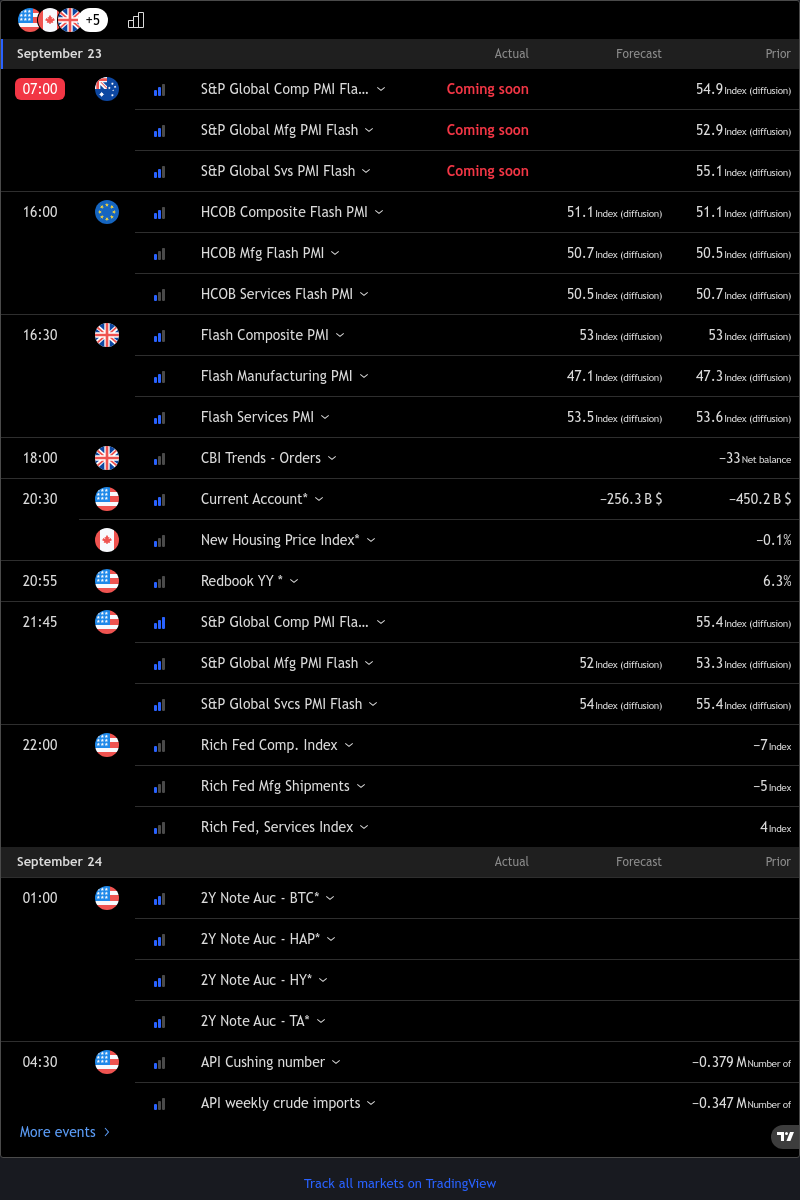 +5
September 23 Actual Forecast Prior
07:00 S&P Global Comp PMI Fla... Coming soon 54.9 Index (diffusion)
S&P Global Mfg PMI Flash Coming soon 52.9 Index (diffusion)
S&P Global Svs PMI Flash Coming soon 55.1 Index (diffusion)
16:00 HCOB Composite Flash PMI 51.1 Index (diffusion) 51.1 Index (diffusion)
HCOB Mfg Flash PMI 50.7 Index (diffusion) 50.5 Index (diffusion)
HCOB Services Flash PMI 50.5 Index (diffusion) 50.7 Index (diffusion)
16:30 Flash Composite PMI 53 Index (diffusion) 53 Index (diffusion)
Flash Manufacturing PMI 47.1 Index (diffusion) 47.3 Index (diffusion)
Flash Services PMI 53.5 Index (diffusion) 53.6 Index (diffusion)
18:00 CBI Trends - Orders −33 Net balance
20:30 Current Account* −256.3 B $ −450.2 B $
New Housing Price Index* −0.1%
20:55 Redbook YY * 6.3%
21:45 S&P Global Comp PMI Fla... 55.4 Index (diffusion)
S&P Global Mfg PMI Flash 52 Index (diffusion) 53.3 Index (diffusion)
S&P Global Svcs PMI Flash 54 Index (diffusion) 55.4 Index (diffusion)
22:00 Rich Fed Comp. Index −7 Index
Rich Fed Mfg Shipments −5 Index
Rich Fed, Services Index 4 Index
September 24 Actual Forecast Prior
01:00 2Y Note Auc - BTC*
2Y Note Auc - HAP*
2Y Note Auc - HY*
2Y Note Auc - TA*
04:30 API Cushing number −0.379 M Number of
API weekly crude imports −0.347 M Number of
More events
Track all markets on TradingView